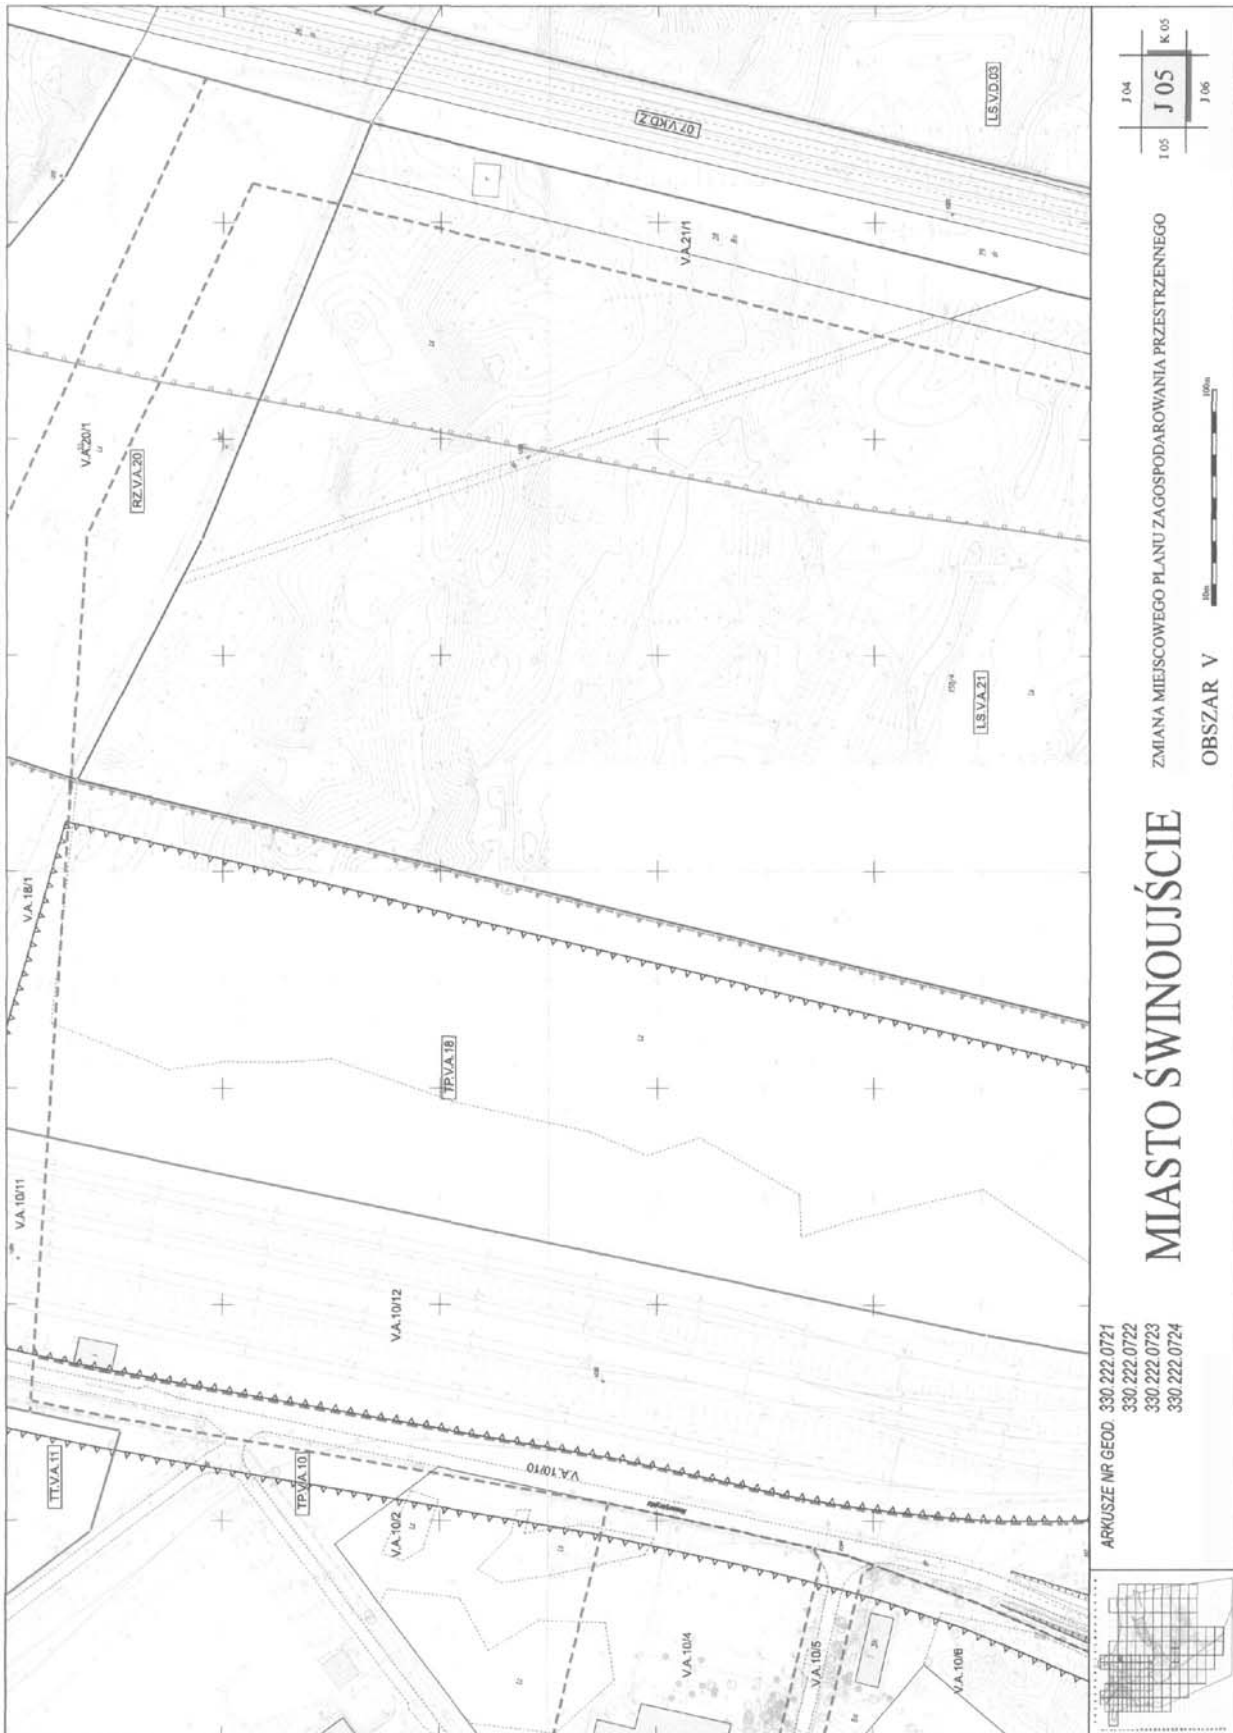 ARKUSZE NR GEOD. 330.222.0721
330.222.0722
330.222.0723
330.222.0724
MIASTO ŚWINOUJŚCIE
ZMIANA MIEJSCOWEGO PLANU ZAGOSPODAROWANIA PRZESTRZENNEGO
OBSZAR V
10m
100m
J 04
I 05
J 05
K 05
J 06
TT.V.A.11
V.A.10/11
V.A.18/1
V.A.20/1
RZ.V.A.20
TP.V.A.10
V.A.10/2
V.A.10/10
V.A.10/12
TP.V.A.18
V.A.21/1
07.V.KD.Z
V.A.10/4
V.A.10/5
V.A.10/6
LS.V.A.21
LS.V.D.03